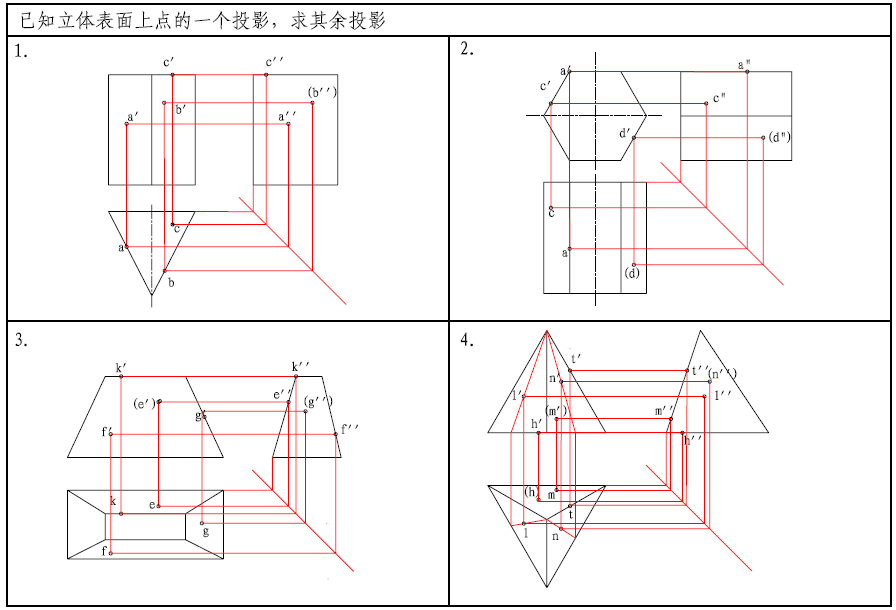 已知立体表面上点的一个投影，求其余投影
1.
c′ c′′
b′ (b′′)
a′ a′′
c
a
b
2.
a′ a"
c′ c"
d′ (d")
c
a
(d)
3.
k′ k′′
(e′) e′′
g′ (g′′)
f′ f′′
k
e
g
f
4.
t′ t′′
n′ (n′′)
l′ l′′
(m′) m′′
h′ h′′
(h) m
t
l n